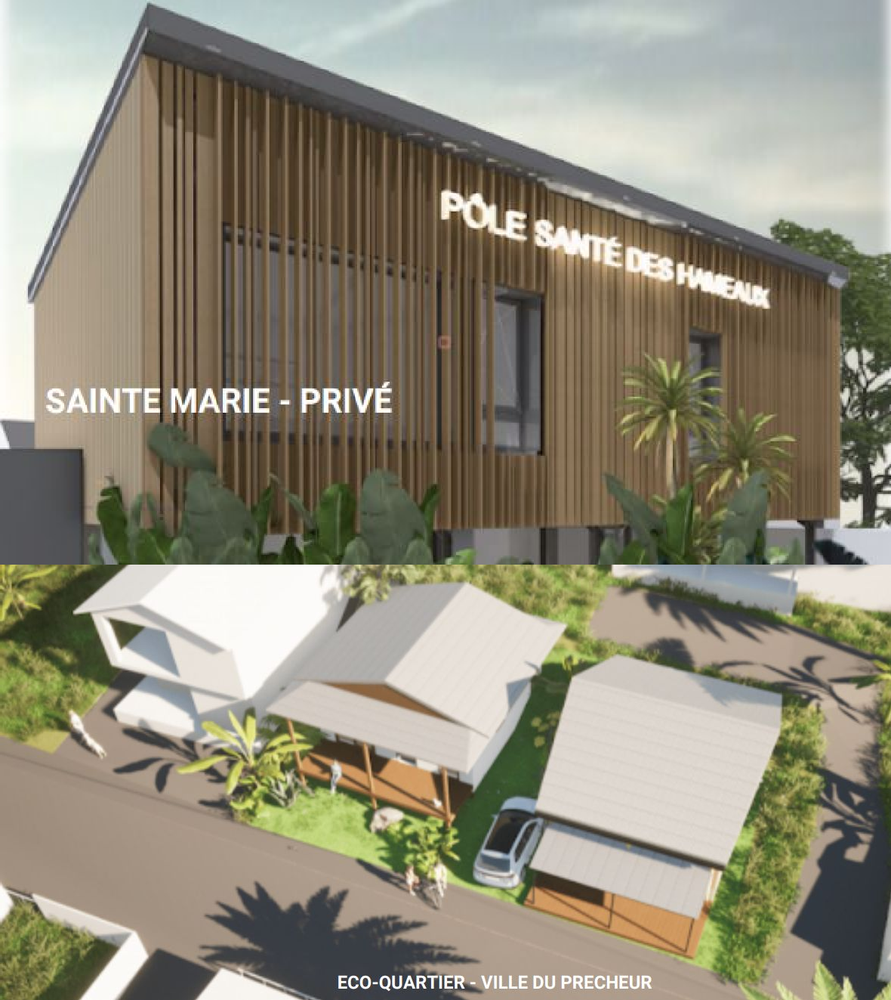 PÔLE SANTÉ DES HAMEAUX
SAINTE MARIE - PRIVÉ
ECO-QUARTIER - VILLE DU PRECHEUR